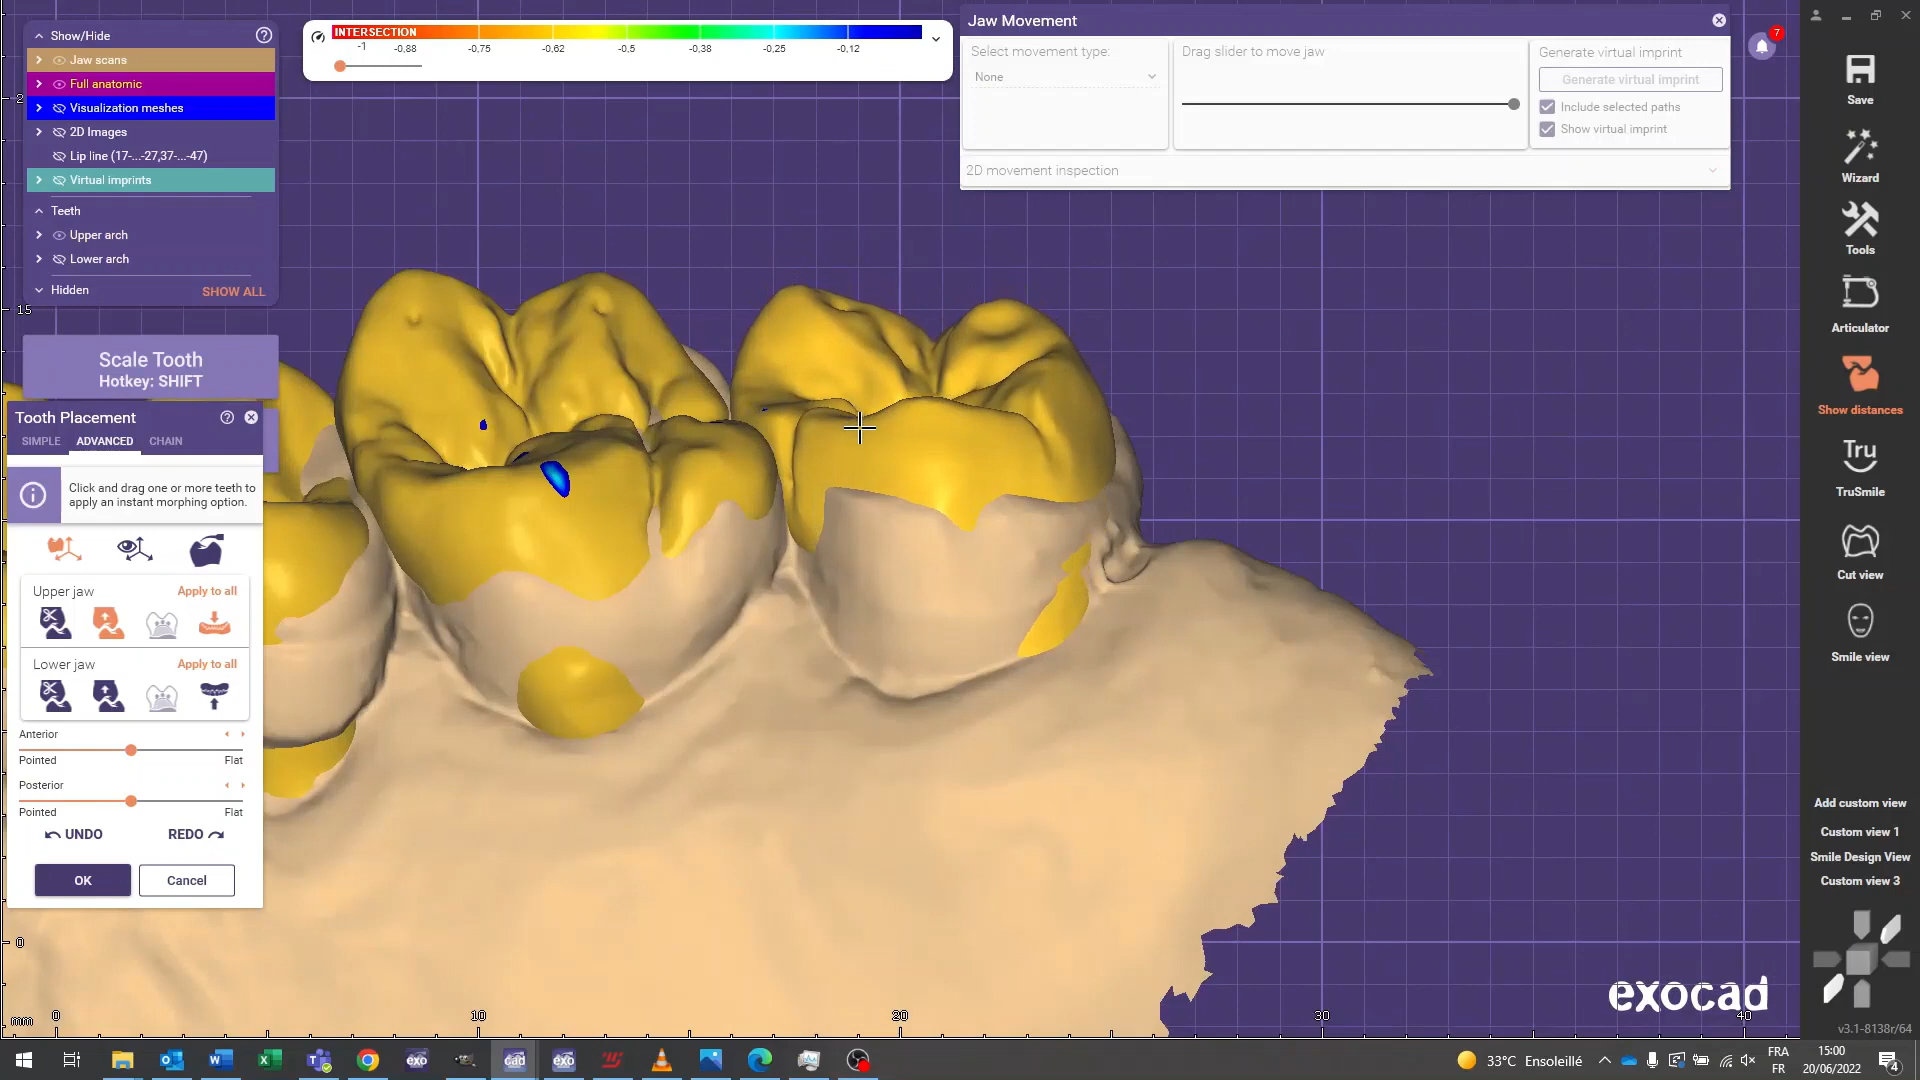 Show/Hide
Jaw scans
Full anatomic
Visualization meshes
2D Images
Lip line (17-...-27,37-...-47)
Virtual imprints
Teeth
Upper arch
Lower arch
Hidden
SHOW ALL
INTERSECTION
-1
-0,88
-0,75
-0,62
-0,5
-0,38
-0,25
-0,12
Jaw Movement
Select movement type:
None
Drag slider to move jaw
Generate virtual imprint
Generate virtual imprint
Include selected paths
Show virtual imprint
2D movement inspection
7
Save
Wizard
Tools
Articulator
Show distances
Tru
TruSmile
Cut view
Smile view
Add custom view
Custom view 1
Smile Design View
Custom view 3
Scale Tooth
Hotkey: SHIFT
Tooth Placement
SIMPLE
ADVANCED
CHAIN
Click and drag one or more teeth to
apply an instant morphing option.
Upper jaw
Apply to all
Lower jaw
Apply to all
Anterior
Pointed
Flat
Posterior
Pointed
Flat
UNDO
REDO
OK
Cancel
2
15
0
mm
0
10
20
30
40
exocad
v3.1-8138r/64
exo
cad
exo
33°C Ensoleillé
FRA
FR
15:00
20/06/2022
4